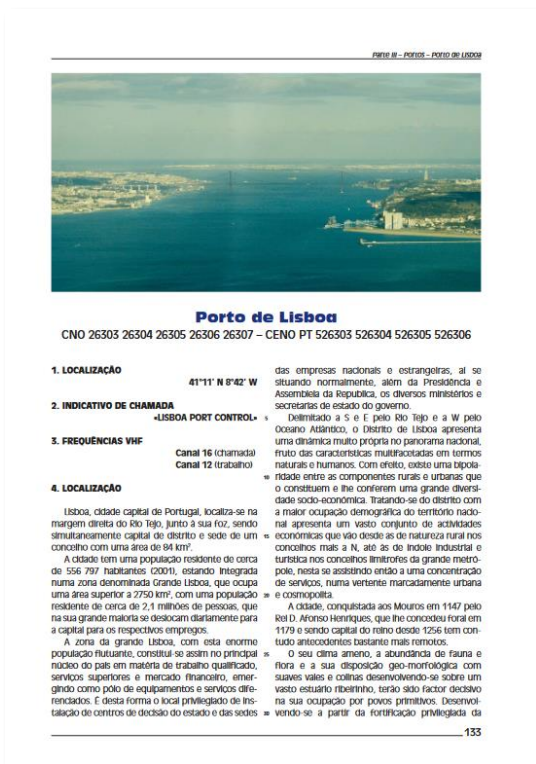 Parte III – Portos – Porto de Lisboa
Porto de Lisboa
CNO 26303 26304 26305 26306 26307 – CENO PT 526303 526304 526305 526306
1. LOCALIZAÇÃO
41°11' N 8°42' W
2. INDICATIVO DE CHAMADA
«LISBOA PORT CONTROL»
3. FREQUÊNCIAS VHF
Canal 16 (chamada)
Canal 12 (trabalho)
4. LOCALIZAÇÃO
Lisboa, cidade capital de Portugal, localiza-se na
margem direita do Rio Tejo, junto à sua foz, sendo
simultaneamente capital de distrito e sede de um
concelho com uma área de 84 km².
A cidade tem uma população residente de cerca
de 556 797 habitantes (2001), estando integrada
numa zona denominada Grande Lisboa, que ocupa
uma área superior a 2750 km², com uma população
residente de cerca de 2,1 milhões de pessoas, que
na sua grande maioria se deslocam diariamente para
a capital para os respectivos empregos.
A zona da grande Lisboa, com esta enorme
população flutuante, constitui-se assim no principal
núcleo do país em matéria de trabalho qualificado,
serviços superiores e mercado financeiro, emer-
gindo como pólo de equipamentos e serviços dife-
renciados. É desta forma o local privilegiado de ins-
talação de centros de decisão do estado e das sedes
das empresas nacionais e estrangeiras, aí se
situando normalmente, além da Presidência e
Assembleia da Republica, os diversos ministérios e
secretarias de estado do governo.
5
Delimitado a S e E pelo Rio Tejo e a W pelo
Oceano Atlântico, o Distrito de Lisboa apresenta
uma dinâmica muito própria no panorama nacional,
fruto das características multifacetadas em termos
naturais e humanos. Com efeito, existe uma bipola-
10
ridade entre as componentes rurais e urbanas que
o constituem e lhe conferem uma grande diversi-
dade socio-económica. Tratando-se do distrito com
a maior ocupação demográfica do território nacio-
nal apresenta um vasto conjunto de actividades
15
económicas que vão desde as de natureza rural nos
concelhos mais a N, até às de índole industrial e
turística nos concelhos limítrofes da grande metró-
pole, nesta se assistindo então a uma concentração
de serviços, numa vertente marcadamente urbana
20
e cosmopolita.
A cidade, conquistada aos Mouros em 1147 pelo
Rei D. Afonso Henriques, que lhe concedeu foral em
1179 e sendo capital do reino desde 1256 tem con-
tudo antecedentes bastante mais remotos.
25
O seu clima ameno, a abundância de fauna e
flora e a sua disposição geo-morfológica com
suaves vales e colinas desenvolvendo-se sobre um
vasto estuário ribeirinho, terão sido factor decisivo
na sua ocupação por povos primitivos. Desenvol-
30
vendo-se a partir da fortificação privilegiada da
133